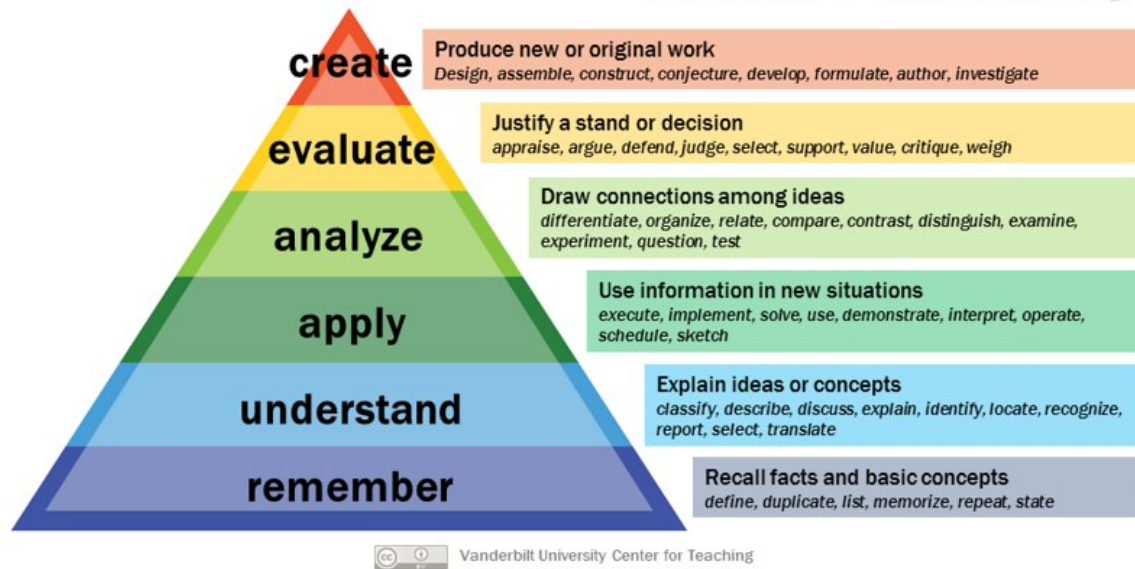 create
Produce new or original work
Design, assemble, construct, conjecture, develop, formulate, author, investigate
evaluate
Justify a stand or decision
appraise, argue, defend, judge, select, support, value, critique, weigh
analyze
Draw connections among ideas
differentiate, organize, relate, compare, contrast, distinguish, examine,
experiment, question, test
apply
Use information in new situations
execute, implement, solve, use, demonstrate, interpret, operate,
schedule, sketch
understand
Explain ideas or concepts
classify, describe, discuss, explain, identify, locate, recognize,
report, select, translate
remember
Recall facts and basic concepts
define, duplicate, list, memorize, repeat, state
cc BY Vanderbilt University Center for Teaching